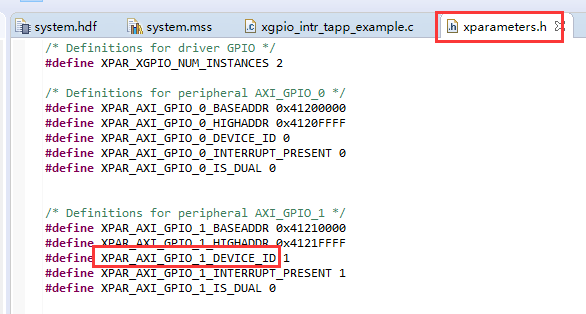 system.hdf system.mss xgpio_intr_tapp_example.c xparameters.h
/* Definitions for driver GPIO */
#define XPAR_XGPIO_NUM_INSTANCES 2
/* Definitions for peripheral AXI_GPIO_0 */
#define XPAR_AXI_GPIO_0_BASEADDR 0x41200000
#define XPAR_AXI_GPIO_0_HIGHADDR 0x4120FFFF
#define XPAR_AXI_GPIO_0_DEVICE_ID 0
#define XPAR_AXI_GPIO_0_INTERRUPT_PRESENT 0
#define XPAR_AXI_GPIO_0_IS_DUAL 0
/* Definitions for peripheral AXI_GPIO_1 */
#define XPAR_AXI_GPIO_1_BASEADDR 0x41210000
#define XPAR_AXI_GPIO_1_HIGHADDR 0x4121FFFF
#define XPAR_AXI_GPIO_1_DEVICE_ID 1
#define XPAR_AXI_GPIO_1_INTERRUPT_PRESENT 1
#define XPAR_AXI_GPIO_1_IS_DUAL 0